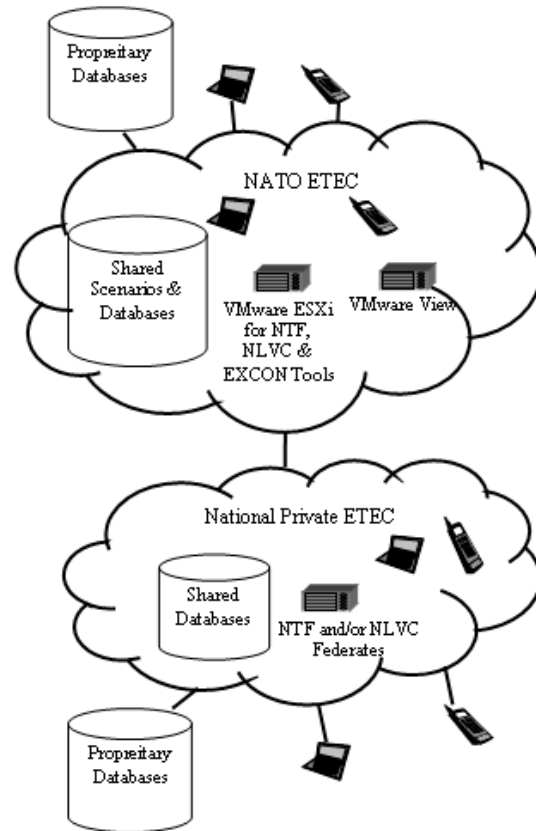 Propreitary
Databases
NATO ETEC
Shared
Scenarios &
Databases
VMware ESXi
for NTF,
NLVC &
EXCON Tools
VMware View
National Private ETEC
Shared
Databases
NTF and/or NLVC
Federates
Propreitary
Databases